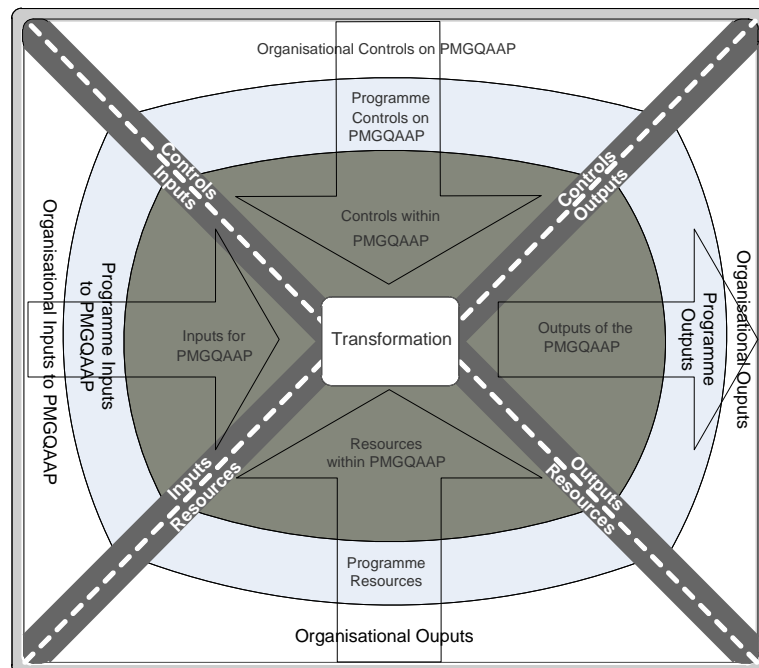 Organisational Controls on PMGQAAP
Programme
Controls on
PMGQAAP
Controls
Inputs
Controls
Outputs
Controls within
PMGQAAP
Organisational Inputs to PMGQAAP
Programme Inputs
to PMGQAAP
Inputs for
PMGQAAP
Transformation
Outputs of the
PMGQAAP
Programme
Outputs
Organisational Ouputs
Resources
within PMGQAAP
Inputs
Resources
Outputs
Resources
Programme
Resources
Organisational Ouputs